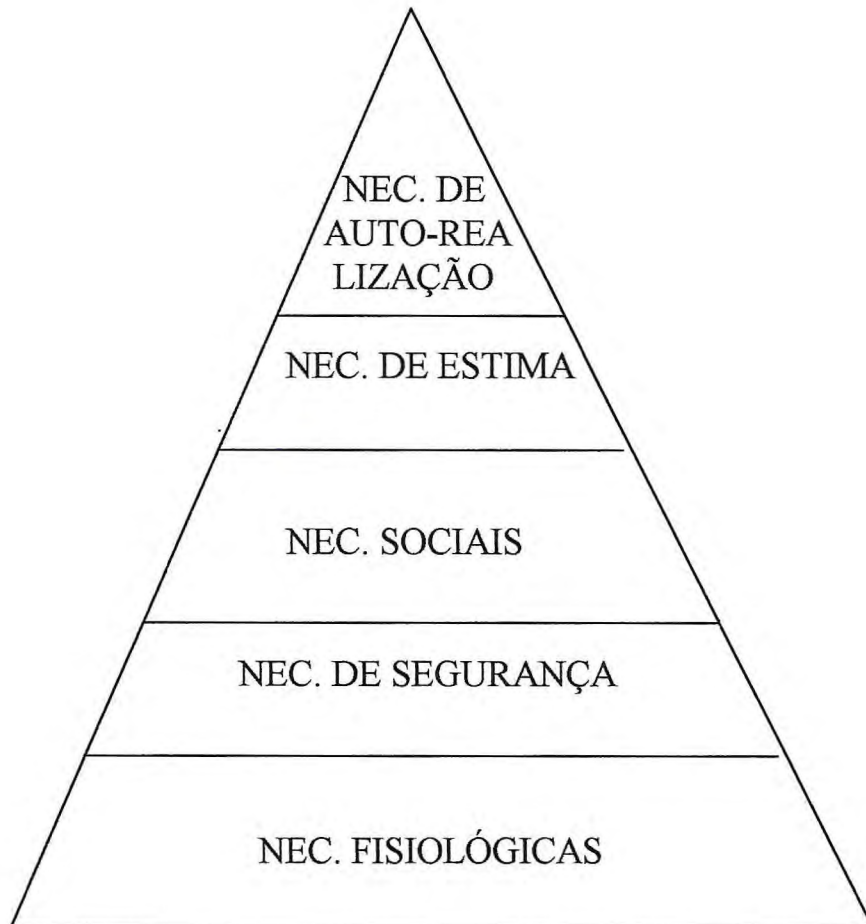 NEC. DE
AUTO-REA
LIZAÇÃO
NEC. DE ESTIMA
NEC. SOCIAIS
NEC. DE SEGURANÇA
NEC. FISIOLÓGICAS